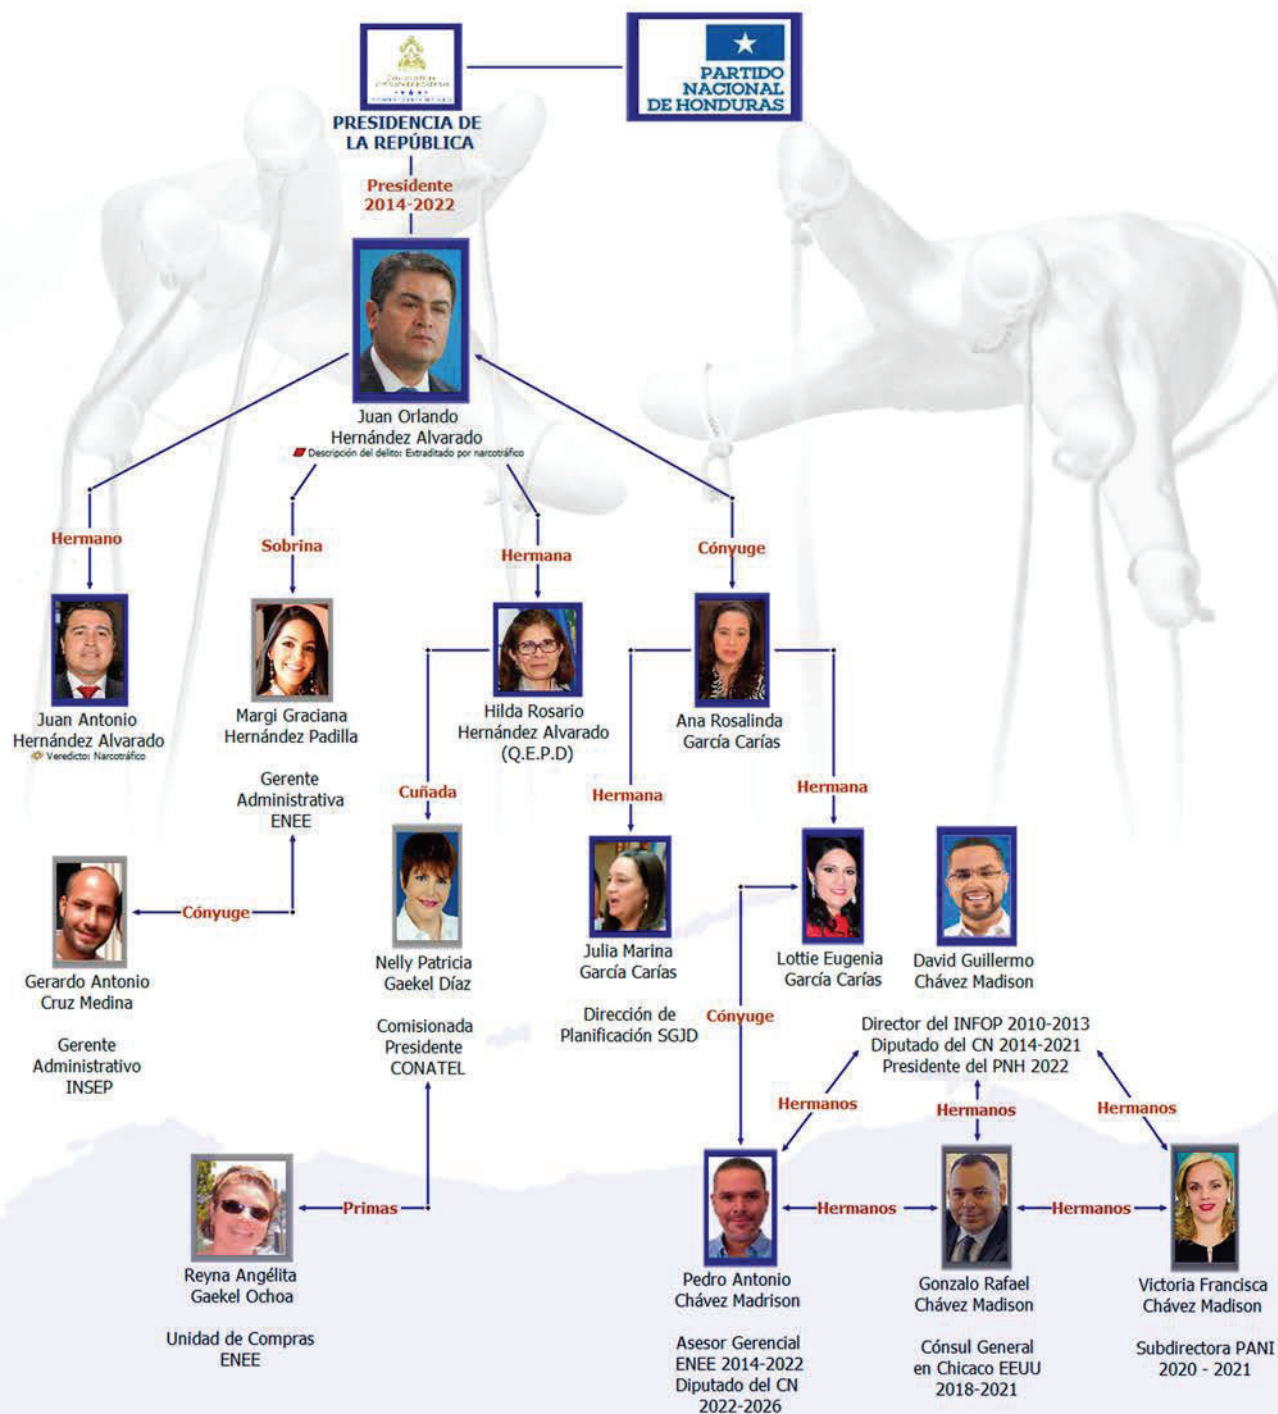 PARTIDO
NACIONAL
DE HONDURAS
PRESIDENCIA DE
LA REPÚBLICA
Presidente
2014-2022
Juan Orlando
Hernández Alvarado
Descripción del delito: Extraditado por narcotráfico
Hermano
Sobrina
Hermana
Cónyuge
Juan Antonio
Hernández Alvarado
Veredicto: Narcotráfico
Margi Graciana
Hernández Padilla
Gerente
Administrativa
ENEE
Hilda Rosario
Hernández Alvarado
(Q.E.P.D)
Ana Rosalinda
García Carías
Cuñada
Hermana
Hermana
Cónyuge
Gerardo Antonio
Cruz Medina
Gerente
Administrativo
INSEP
Nelly Patricia
Gaekel Díaz
Comisionada
Presidente
CONATEL
Julia Marina
García Carías
Dirección de
Planificación SGJD
Lottie Eugenia
García Carías
David Guillermo
Chávez Madison
Director del INFOP 2010-2013
Diputado del CN 2014-2021
Presidente del PNH 2022
Cónyuge
Hermanos
Hermanos
Hermanos
Primas
Hermanos
Hermanos
Reyna Angélita
Gaekel Ochoa
Unidad de Compras
ENEE
Pedro Antonio
Chávez Madrison
Asesor Gerencial
ENEE 2014-2022
Diputado del CN
2022-2026
Gonzalo Rafael
Chávez Madison
Cónsul General
en Chicaco EEUU
2018-2021
Victoria Francisca
Chávez Madison
Subdirectora PANI
2020 - 2021